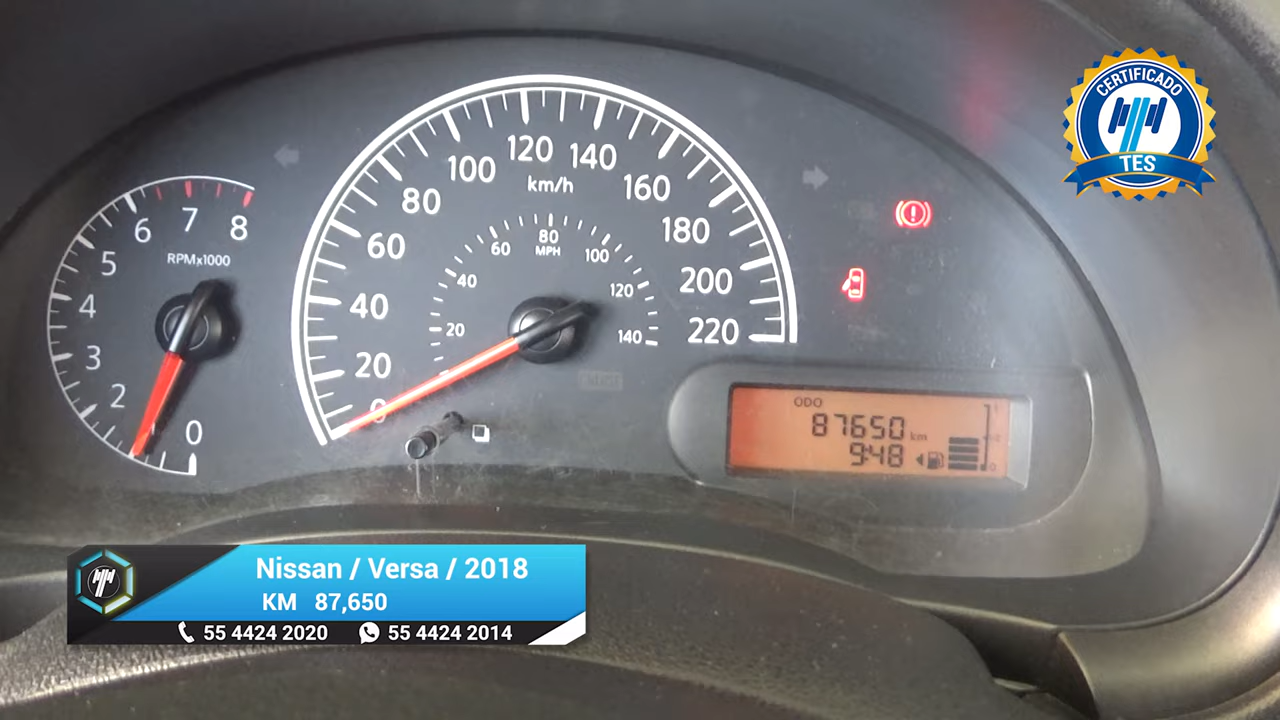 CERTIFICADO
TES
120
100
140
80
km/h
160
60
180
40
200
20
220
0
80
MPH
60
100
40
120
20
140
6
7
8
5
RPMx1000
4
3
2
0
ODO
87650 km
9:48
Nissan / Versa / 2018
KM 87,650
55 4424 2020 55 4424 2014